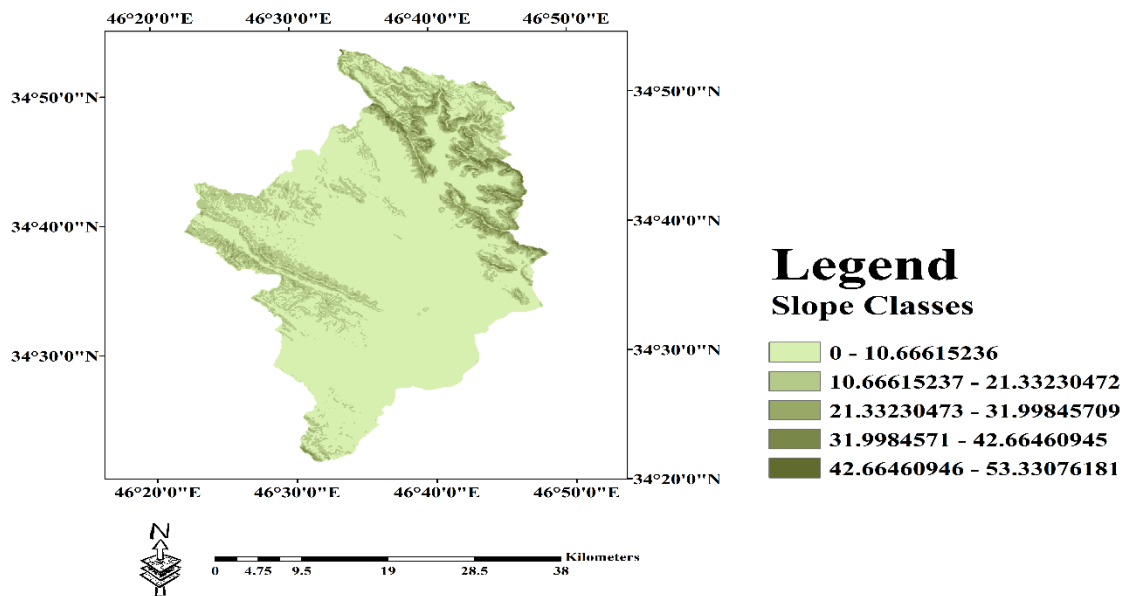 46°20'0"E 46°30'0"E 46°40'0"E 46°50'0"E
34°50'0"N 34°50'0"N
34°40'0"N 34°40'0"N
34°30'0"N 34°30'0"N
34°20'0"N
46°20'0"E 46°30'0"E 46°40'0"E 46°50'0"E
Legend
Slope Classes
0 - 10.66615236
10.66615237 - 21.33230472
21.33230473 - 31.99845709
31.9984571 - 42.66460945
42.66460946 - 53.33076181
N
Kilometers
0 4.75 9.5 19 28.5 38